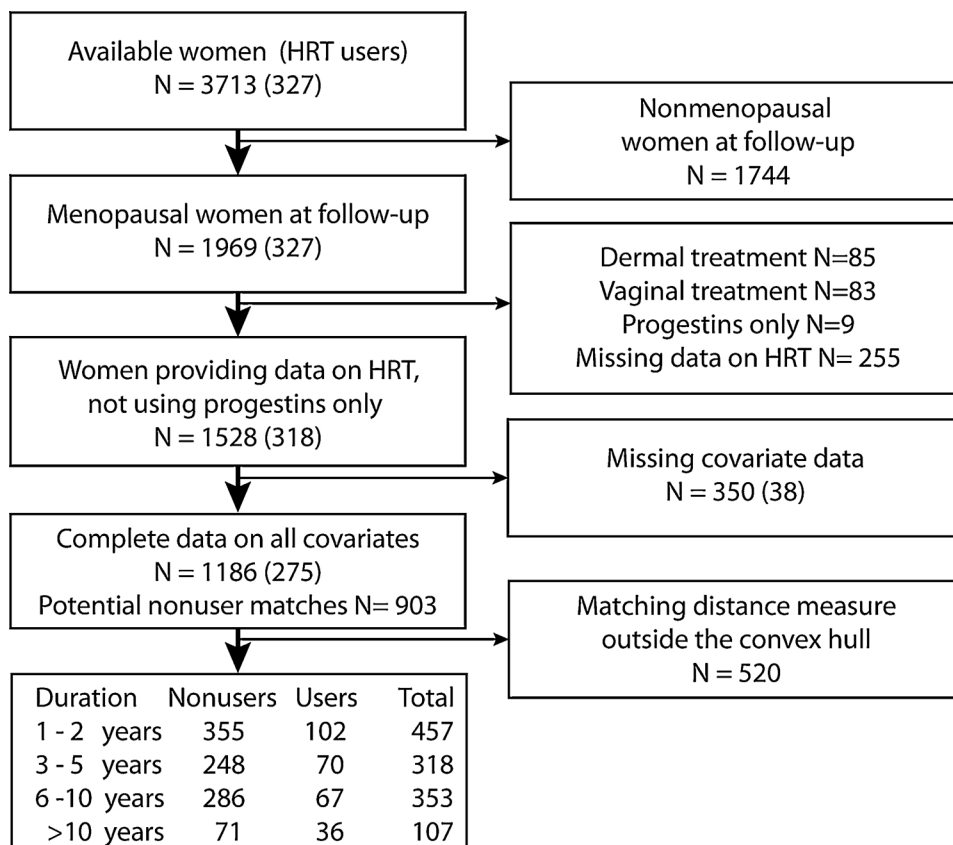 Available women (HRT users)
N = 3713 (327)
Nonmenopausal
women at follow-up
N = 1744
Menopausal women at follow-up
N = 1969 (327)
Dermal treatment N=85
Vaginal treatment N=83
Progestins only N=9
Missing data on HRT N= 255
Women providing data on HRT,
not using progestins only
N = 1528 (318)
Missing covariate data
N = 350 (38)
Complete data on all covariates
N = 1186 (275)
Potential nonuser matches N= 903
Matching distance measure
outside the convex hull
N = 520
Duration Nonusers Users Total
1 - 2 years 355 102 457
3 - 5 years 248 70 318
6 -10 years 286 67 353
>10 years 71 36 107